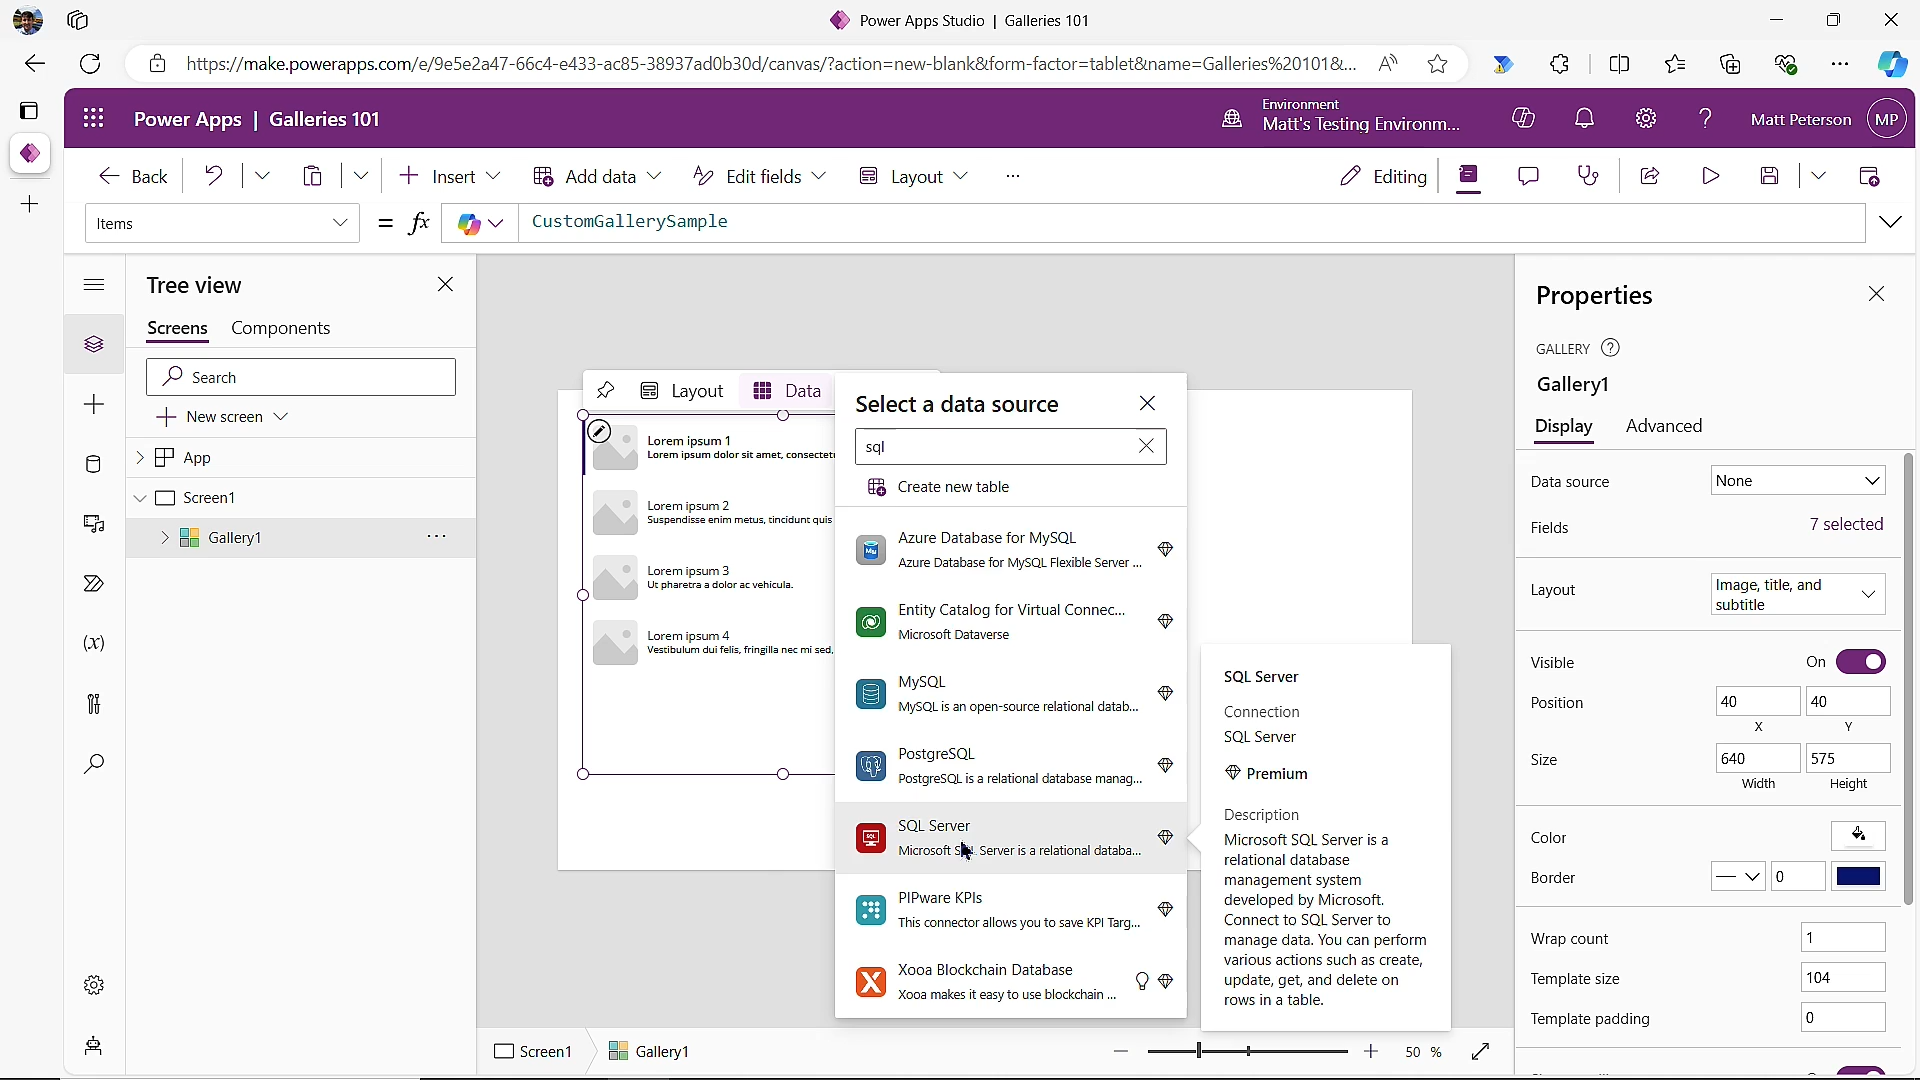 Power Apps Studio | Galleries 101
https://make.powerapps.com/e/9e5e2a47-66c4-e433-ac85-38937ad0b30d/canvas/?action=new-blank&form-factor=tablet&name=Galleries%20101&...
Power Apps | Galleries 101
Environment
Matt's Testing Environm...
Matt Peterson
MP
Back
Insert
Add data
Edit fields
Layout
...
Editing
Items
= fx
CustomGallerySample
Tree view
Screens
Components
Search
New screen
App
Screen1
Gallery1
...
Layout
Data
Lorem ipsum 1
Lorem ipsum dolor sit amet, consectetu
Lorem ipsum 2
Suspendisse enim metus, tincidunt quis
Lorem ipsum 3
Ut pharetra a dolor ac vehicula.
Lorem ipsum 4
Vestibulum dui felis, fringilla nec mi sed,
Select a data source
sql
Create new table
Azure Database for MySQL
Azure Database for MySQL Flexible Server ...
Entity Catalog for Virtual Connec...
Microsoft Dataverse
MySQL
MySQL is an open-source relational datab...
PostgreSQL
PostgreSQL is a relational database manag...
SQL Server
Microsoft SQL Server is a relational databa...
PIPware KPIs
This connector allows you to save KPI Targ...
Xooa Blockchain Database
Xooa makes it easy to use blockchain ...
SQL Server
Connection
SQL Server
Premium
Description
Microsoft SQL Server is a
relational database
management system
developed by Microsoft.
Connect to SQL Server to
manage data. You can perform
various actions such as create,
update, get, and delete on
rows in a table.
Screen1
Gallery1
50 %
Properties
GALLERY ?
Gallery1
Display
Advanced
Data source
None
Fields
7 selected
Layout
Image, title, and
subtitle
Visible
On
Position
40
40
X
Y
Size
640
575
Width
Height
Color
Border
0
Wrap count
1
Template size
104
Template padding
0